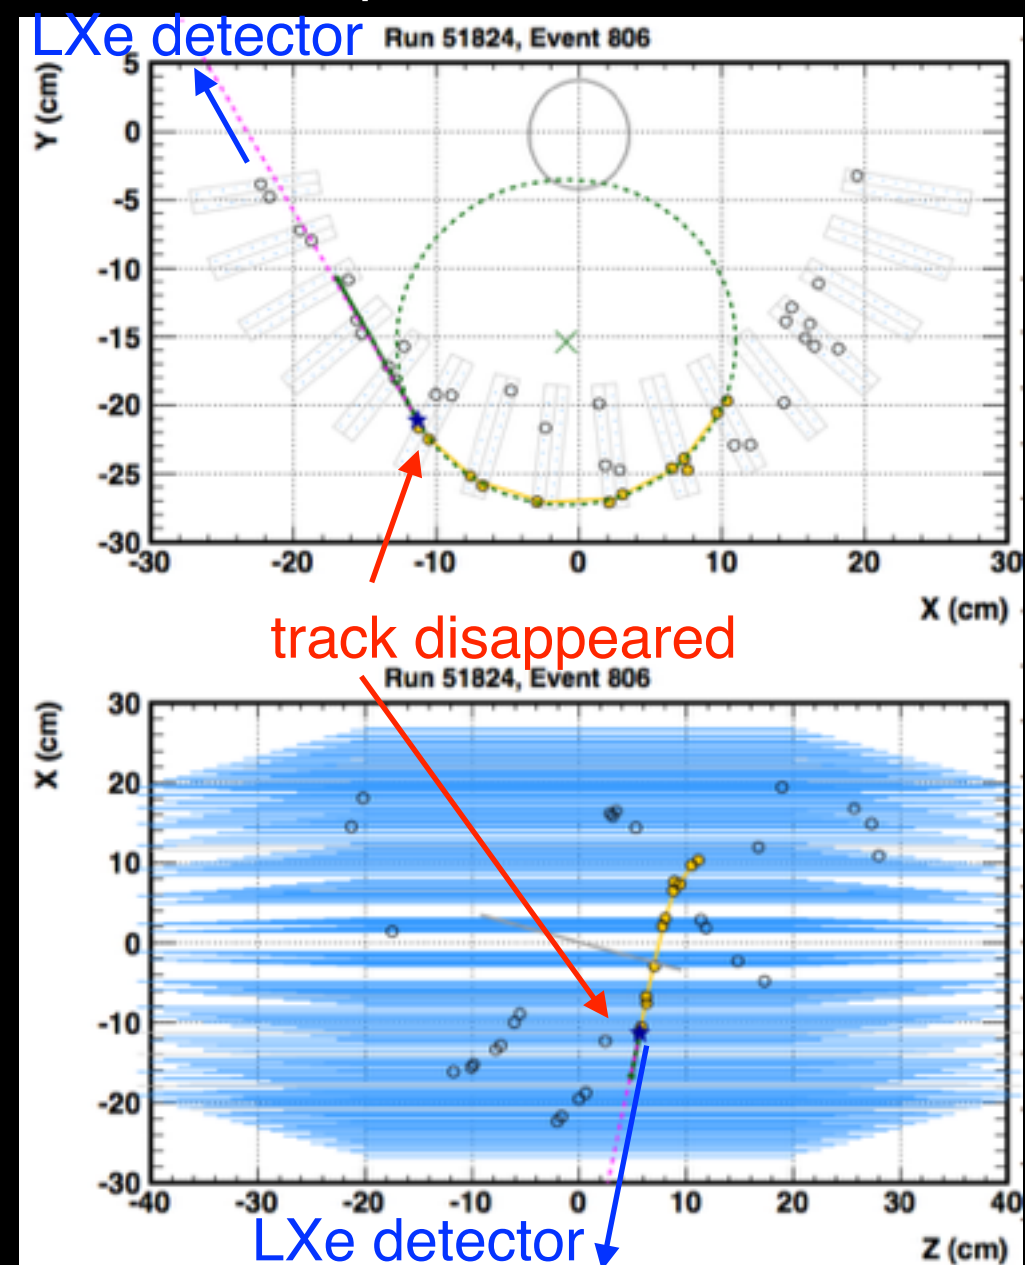 LXe detector
Run 51824, Event 806
Y (cm)
5
0
-5
-10
-15
-20
-25
-30
-30 -20 -10 0 10 20 30
X (cm)
track disappeared
Run 51824, Event 806
X (cm)
30
20
10
0
-10
-20
-30
-40 -30 -20 -10 0 10 20 30 40
LXe detector
Z (cm)